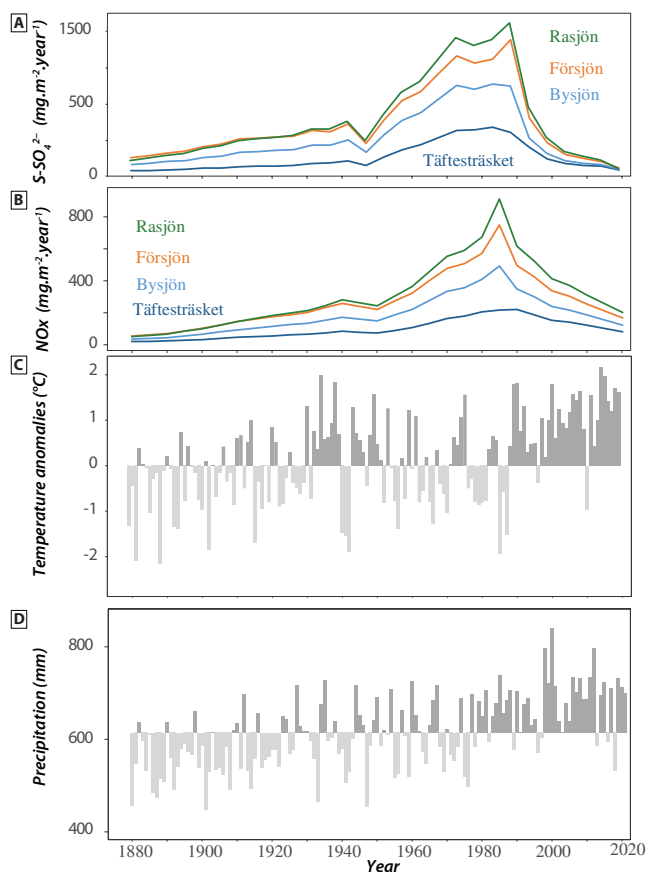 A
S-SO₄²⁻ (mg.m⁻².year⁻¹)
1500
500
0
Rasjön
Försjön
Bysjön
Täftesträsket
B
NOx (mg.m⁻².year⁻¹)
800
400
0
Rasjön
Försjön
Bysjön
Täftesträsket
C
Temperature anomalies (°C)
2
1
0
-1
-2
D
Precipitation (mm)
800
600
400
1880 1900 1920 1940 1960 1980 2000 2020
Year